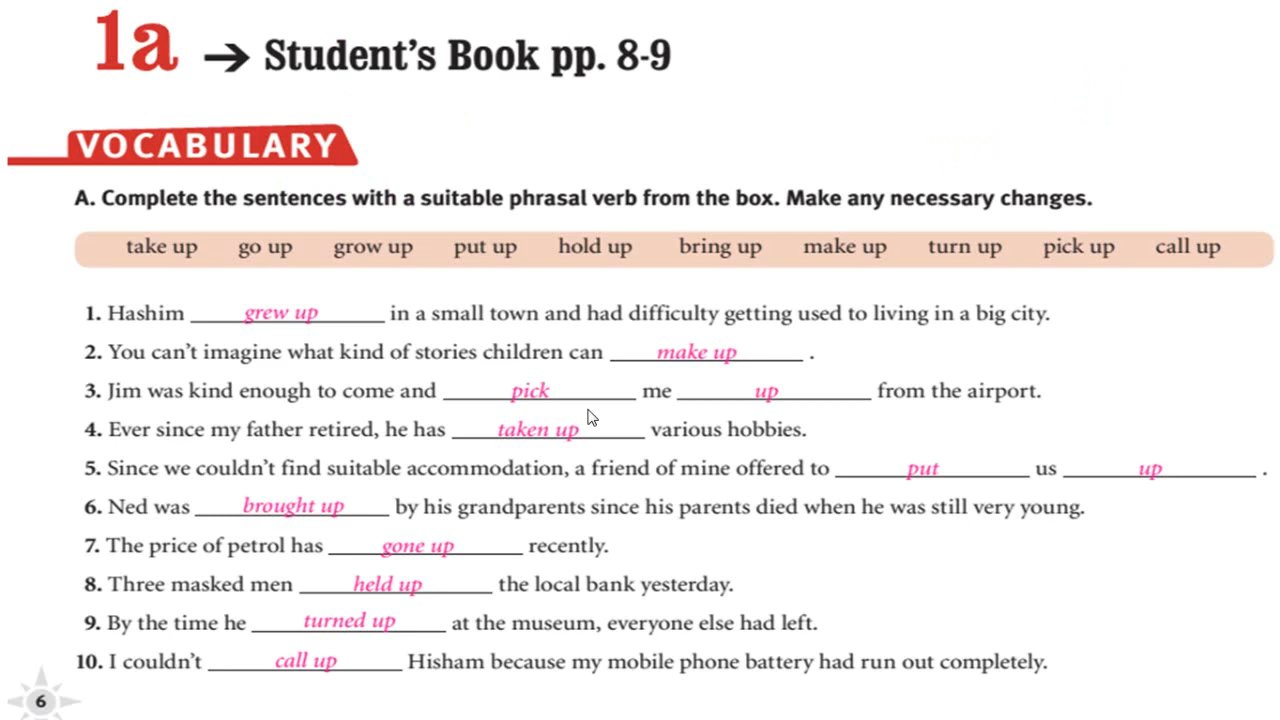 1a → Student's Book pp. 8-9
VOCABULARY
A. Complete the sentences with a suitable phrasal verb from the box. Make any necessary changes.
take up go up grow up put up hold up bring up make up turn up pick up call up
1. Hashim grew up in a small town and had difficulty getting used to living in a big city.
2. You can't imagine what kind of stories children can make up .
3. Jim was kind enough to come and pick me up from the airport.
4. Ever since my father retired, he has taken up various hobbies.
5. Since we couldn't find suitable accommodation, a friend of mine offered to put us up .
6. Ned was brought up by his grandparents since his parents died when he was still very young.
7. The price of petrol has gone up recently.
8. Three masked men held up the local bank yesterday.
9. By the time he turned up at the museum, everyone else had left.
10. I couldn't call up Hisham because my mobile phone battery had run out completely.
6